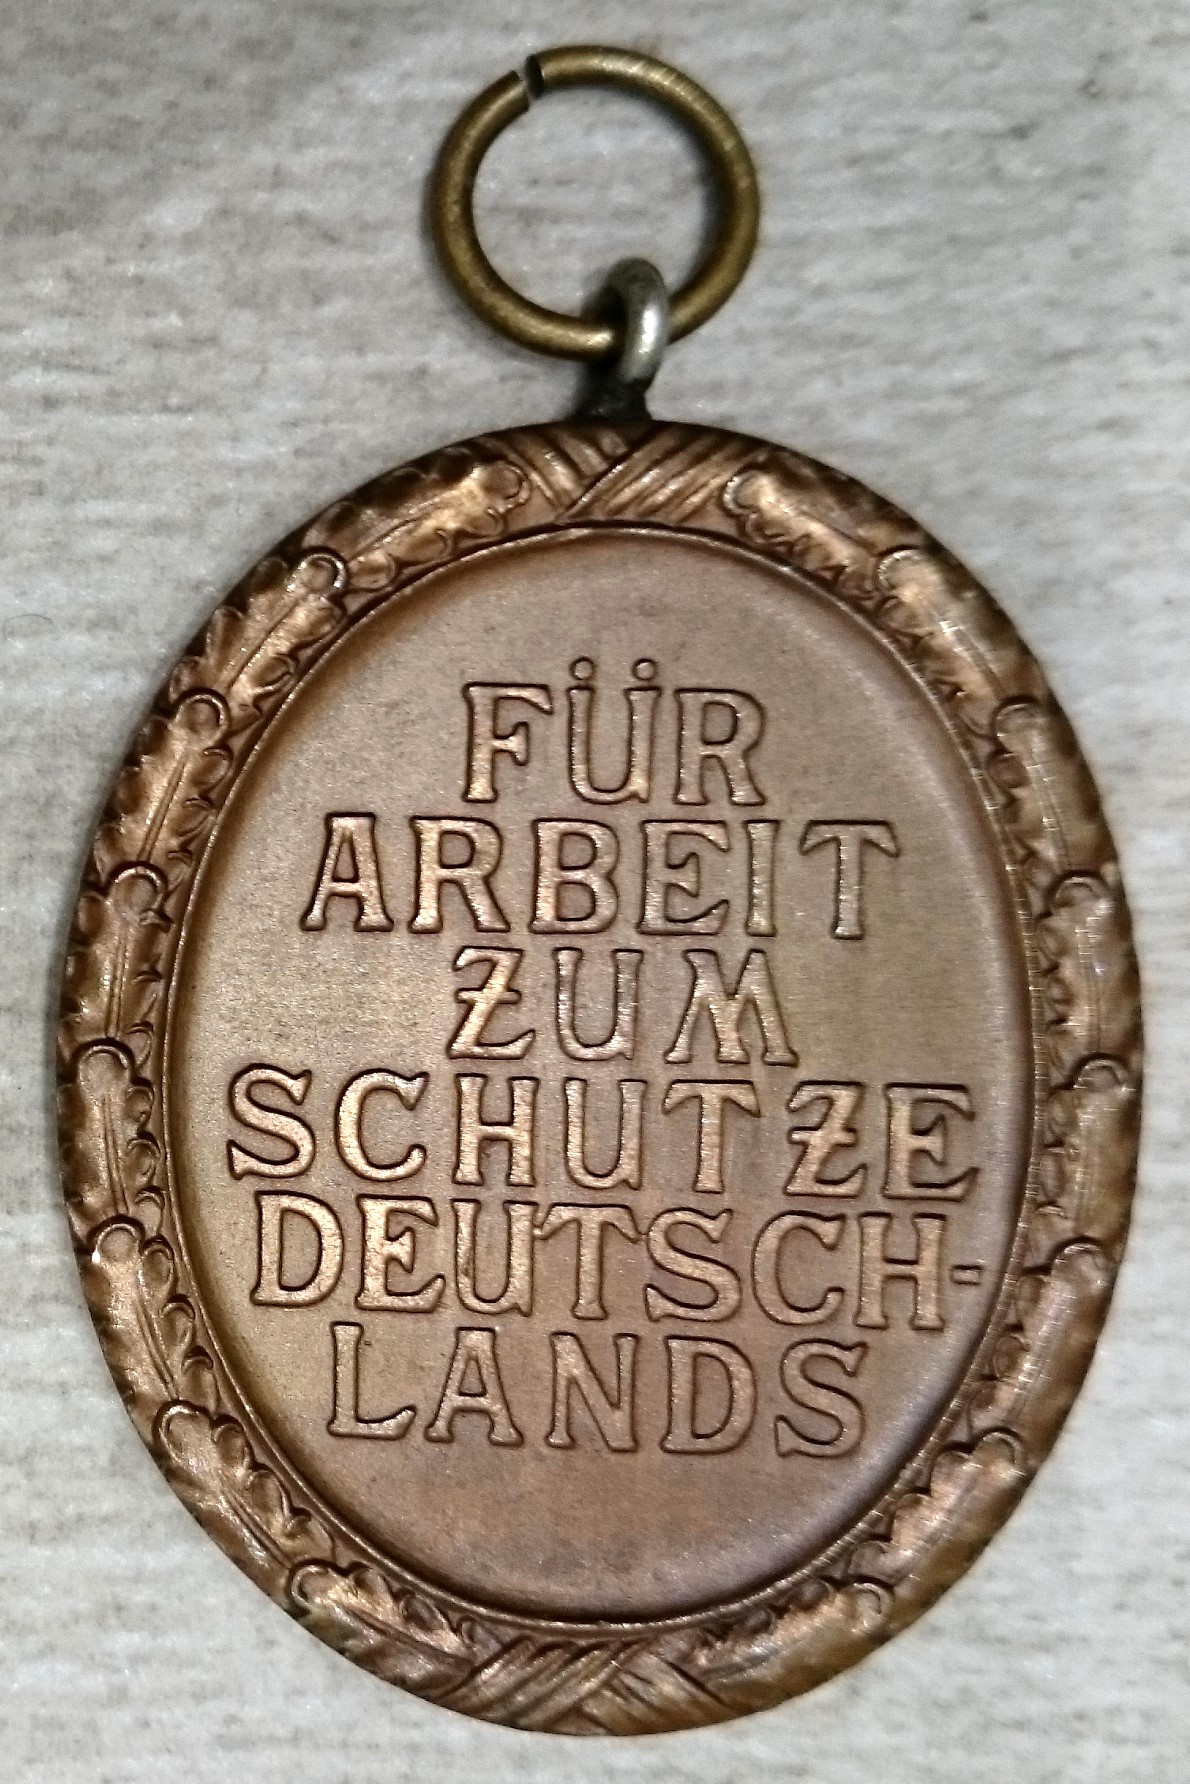 FÜR
ARBEIT
ZUM
SCHUTZE
DEUTSCH-
LANDS